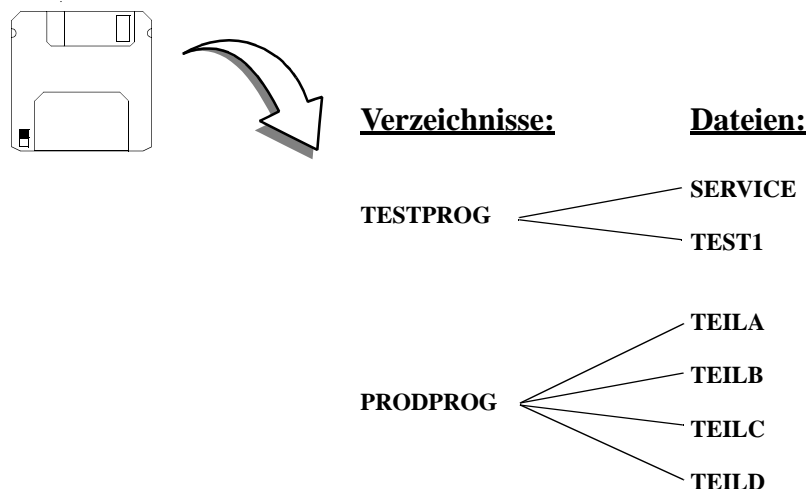 Verzeichnisse: Dateien:
SERVICE
TESTPROG
TEST1
TEILA
TEILB
PRODPROG
TEILC
TEILD